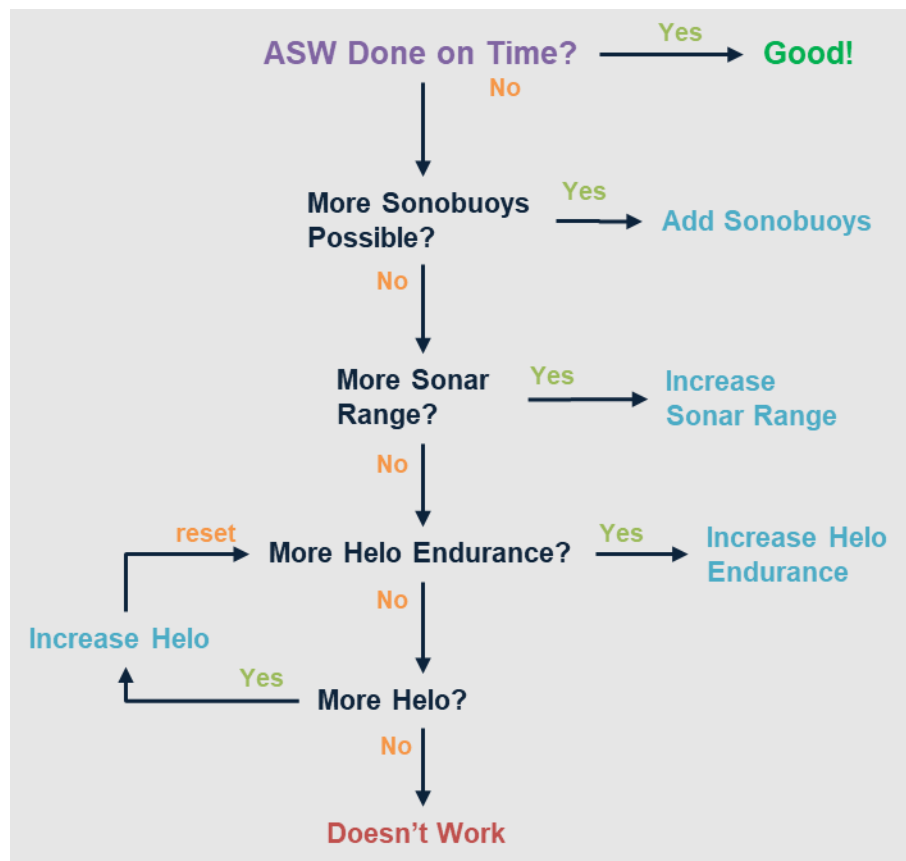 ASW Done on Time?
Yes
Good!
No
More Sonobuoys
Possible?
Yes
Add Sonobuoys
No
More Sonar
Range?
Yes
Increase
Sonar Range
No
reset
More Helo Endurance?
Yes
Increase Helo
Endurance
No
Increase Helo
Yes
More Helo?
No
Doesn't Work